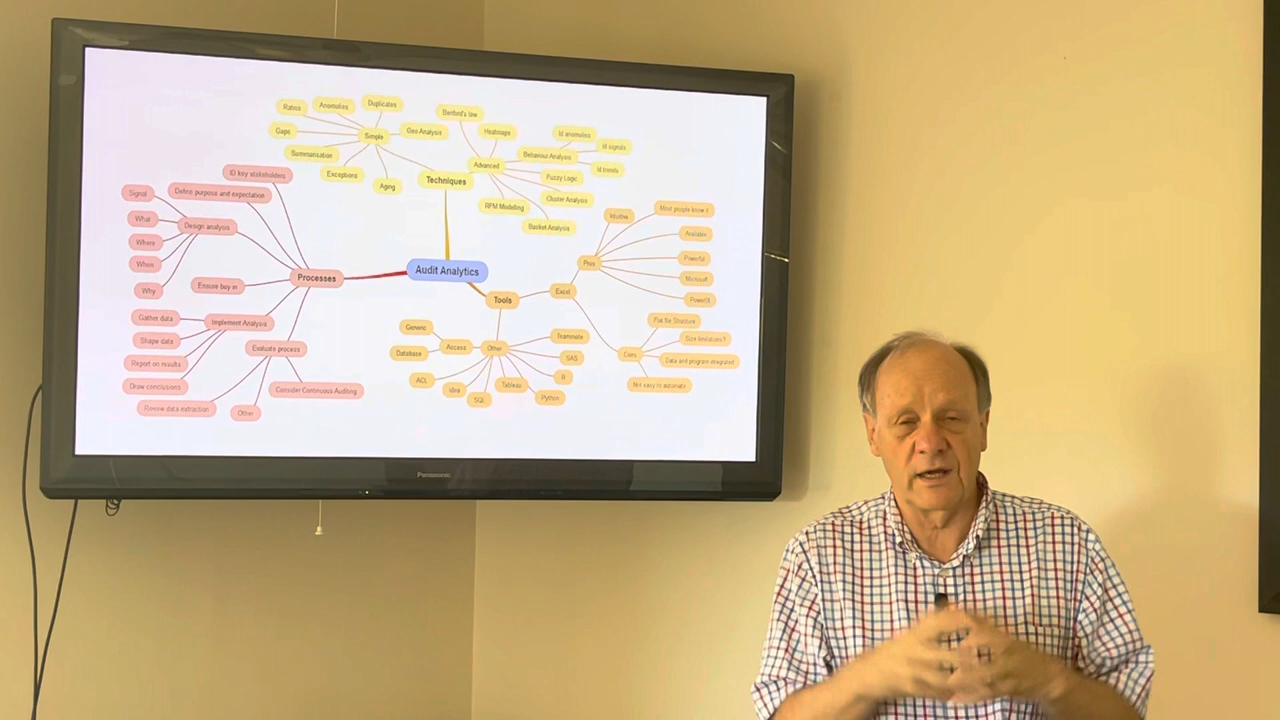 Ratios
Anomolies
Duplicates
Gaps
Simple
Geo Analysis
Summarisation
Exceptions
Aging
Benford's law
Heatmaps
Id anomolies
Id signals
Behaviour Analysis
Advanced
Id trends
Fuzzy Logic
Techniques
Cluster Analysis
RFM Modelling
Basket Analysis
ID key stakeholders
Signal
Define purpose and expectation
What
Design analysis
Where
When
Why
Processes
Ensure buy in
Gather data
Implement Analysis
Shape data
Evaluate process
Report on results
Draw conclusions
Consider Continuous Auditing
Review data extraction
Other
Audit Analytics
Tools
Excel
Pros
Intuitive
Most people know it
Available
Powerful
Microsoft
Cons
Flat file Structure
Size limitations?
Data and program integrated
Not easy to automate
Generic
Access
Database
Other
Teammate
SAS
R
ACL
Idea
SQL
Tableau
Python
Panasonic